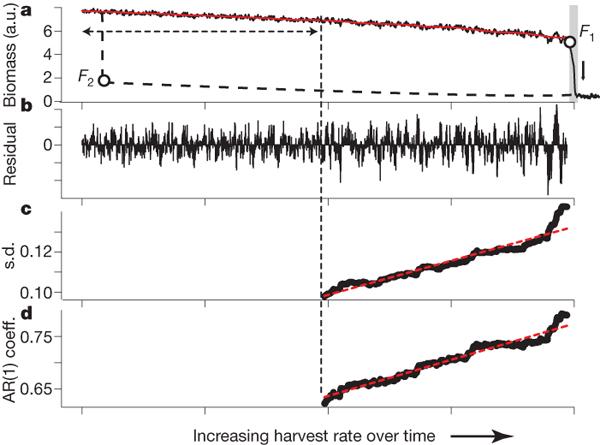 a
Biomass (a.u.)
6
4
2
0
F1
F2
b
Residual
0
c
s.d.
0.12
0.10
d
AR(1) coeff.
0.75
0.65
Increasing harvest rate over time